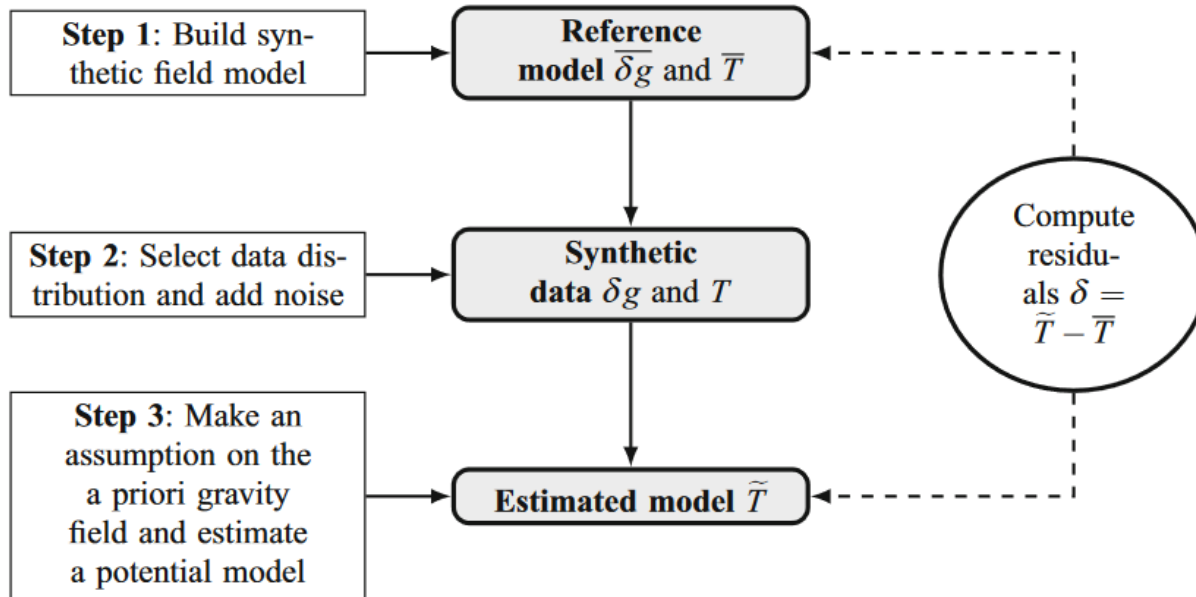 Step 1: Build syn-
thetic field model
Reference
model δg̅ and T̅
Step 2: Select data dis-
tribution and add noise
Synthetic
data δg and T
Compute
residu-
als δ =
T̃ − T̅
Step 3: Make an
assumption on the
a priori gravity
field and estimate
a potential model
Estimated model T̃